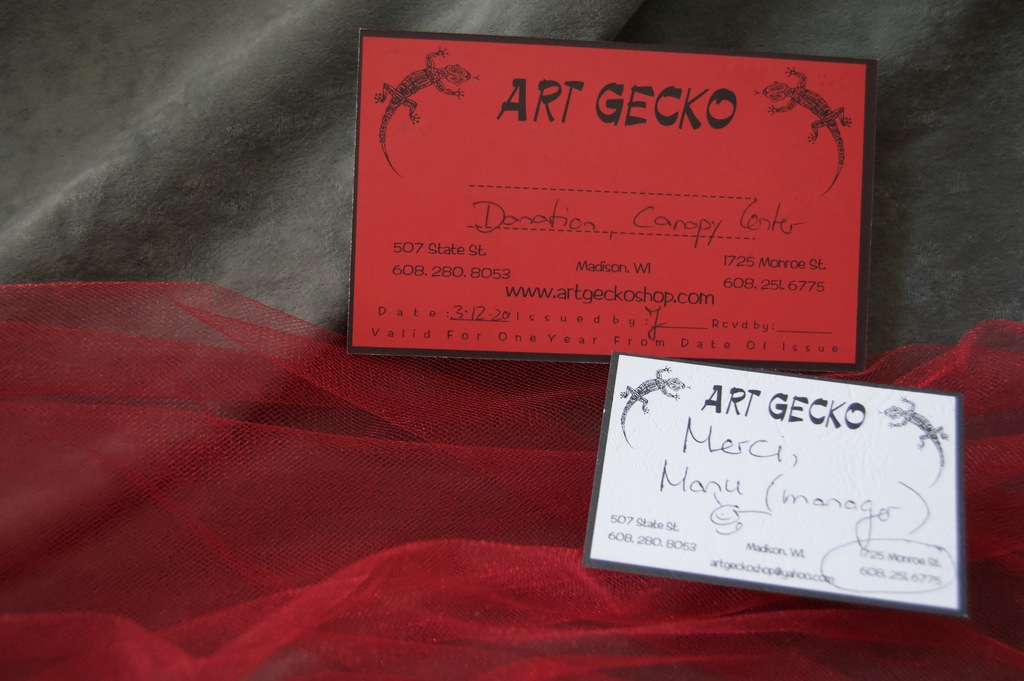 ART GECKO
Donation, Canopy Center
507 State St.
608. 280. 8053
Madison. WI
1725 Monroe St.
608. 251. 6775
www.artgeckoshop.com
Date: 3-12-20 Issued by: Rcvd by:
Valid For One Year From Date Of Issue
ART GECKO
Merci,
Manu (manager)
507 State St.
608. 280. 8053
Madison. WI.
artgeckoshop@yahoo.com
1725 Monroe St.
608. 251. 6775